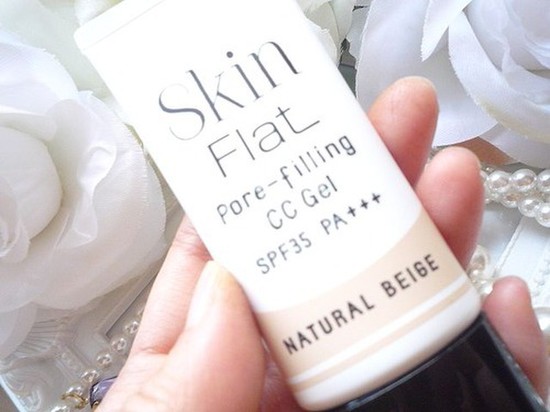 Skin
Flat
Pore-filling
CC Gel
SPF35 PA+++
NATURAL BEIGE